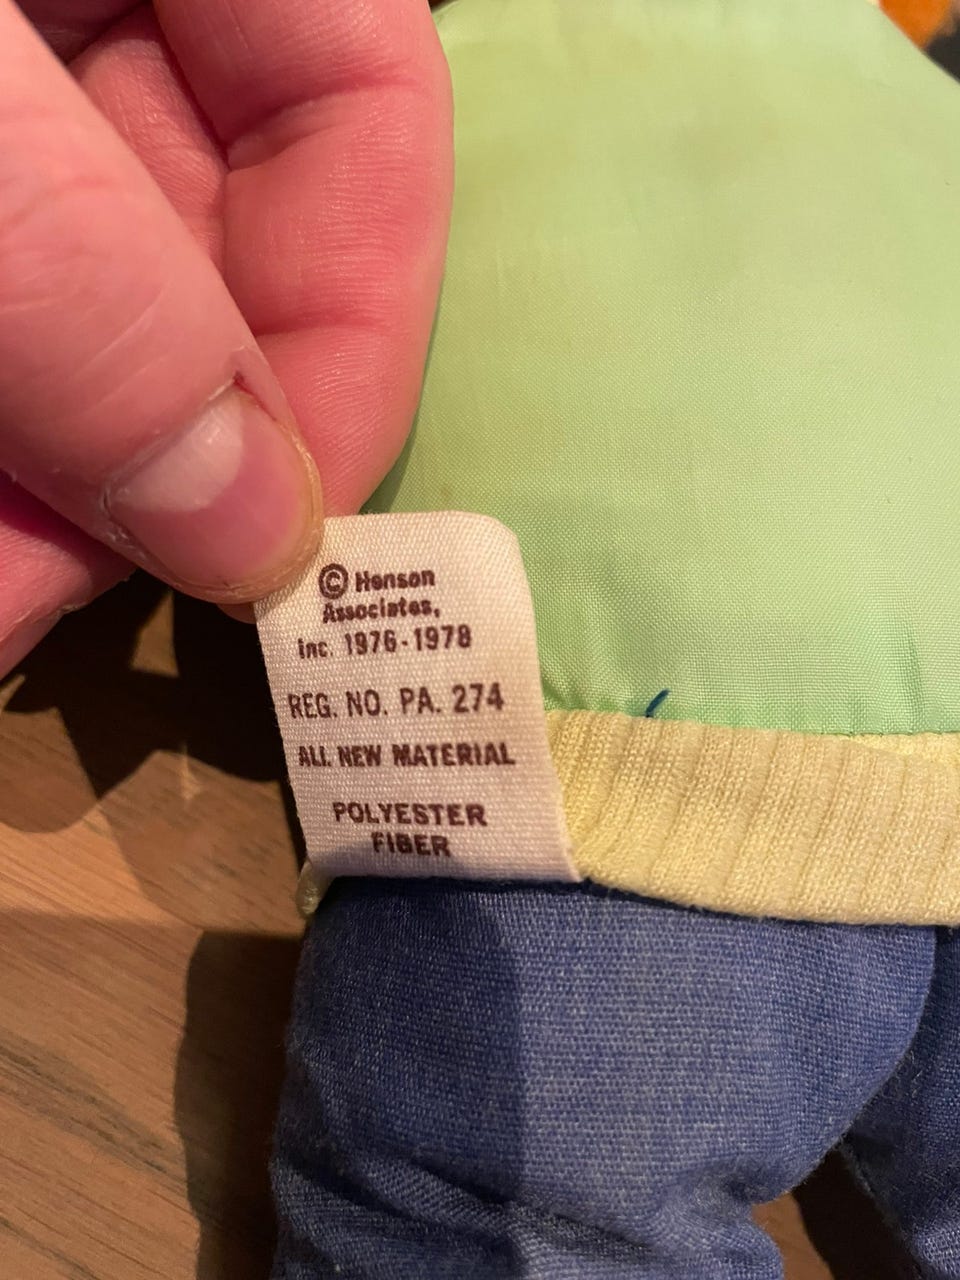 © Henson
Associates,
inc. 1976-1978
REG. NO. PA. 274
ALL NEW MATERIAL
POLYESTER
FIBER